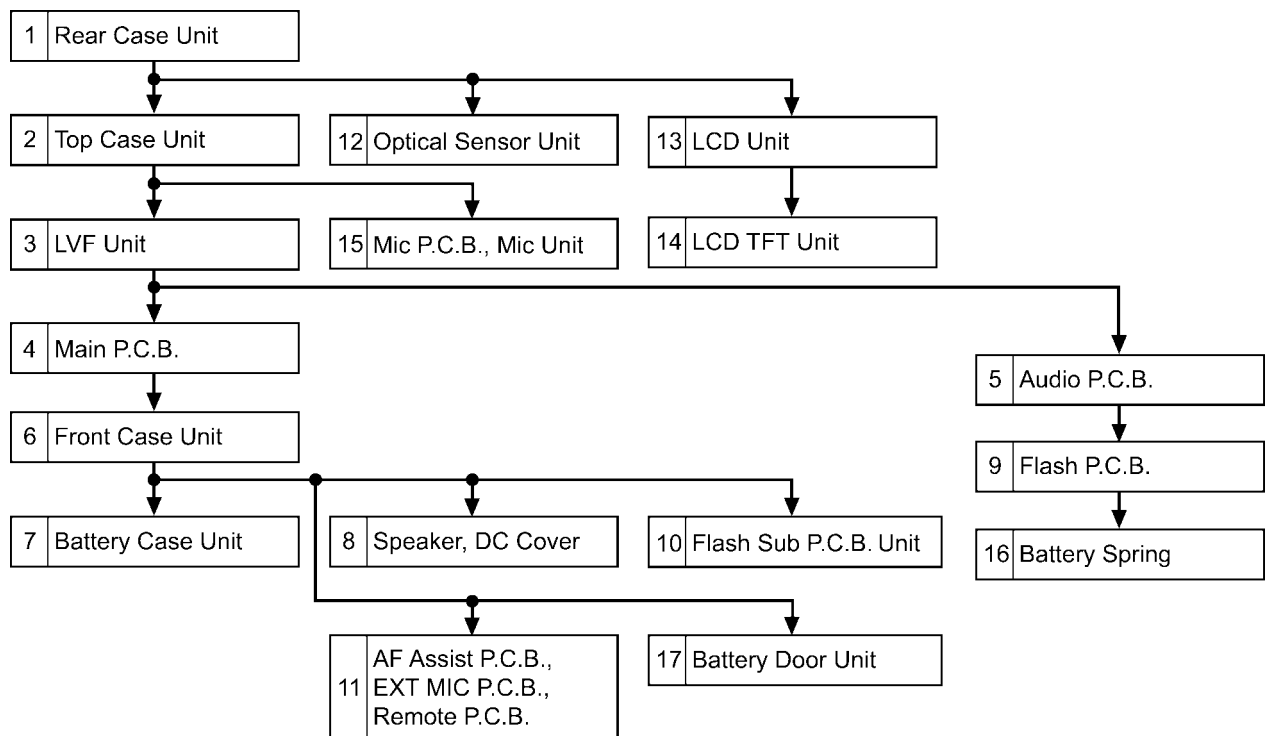 1 Rear Case Unit
2 Top Case Unit
12 Optical Sensor Unit
13 LCD Unit
3 LVF Unit
15 Mic P.C.B., Mic Unit
14 LCD TFT Unit
4 Main P.C.B.
5 Audio P.C.B.
6 Front Case Unit
9 Flash P.C.B.
7 Battery Case Unit
8 Speaker, DC Cover
10 Flash Sub P.C.B. Unit
16 Battery Spring
11 AF Assist P.C.B.,
EXT MIC P.C.B.,
Remote P.C.B.
17 Battery Door Unit